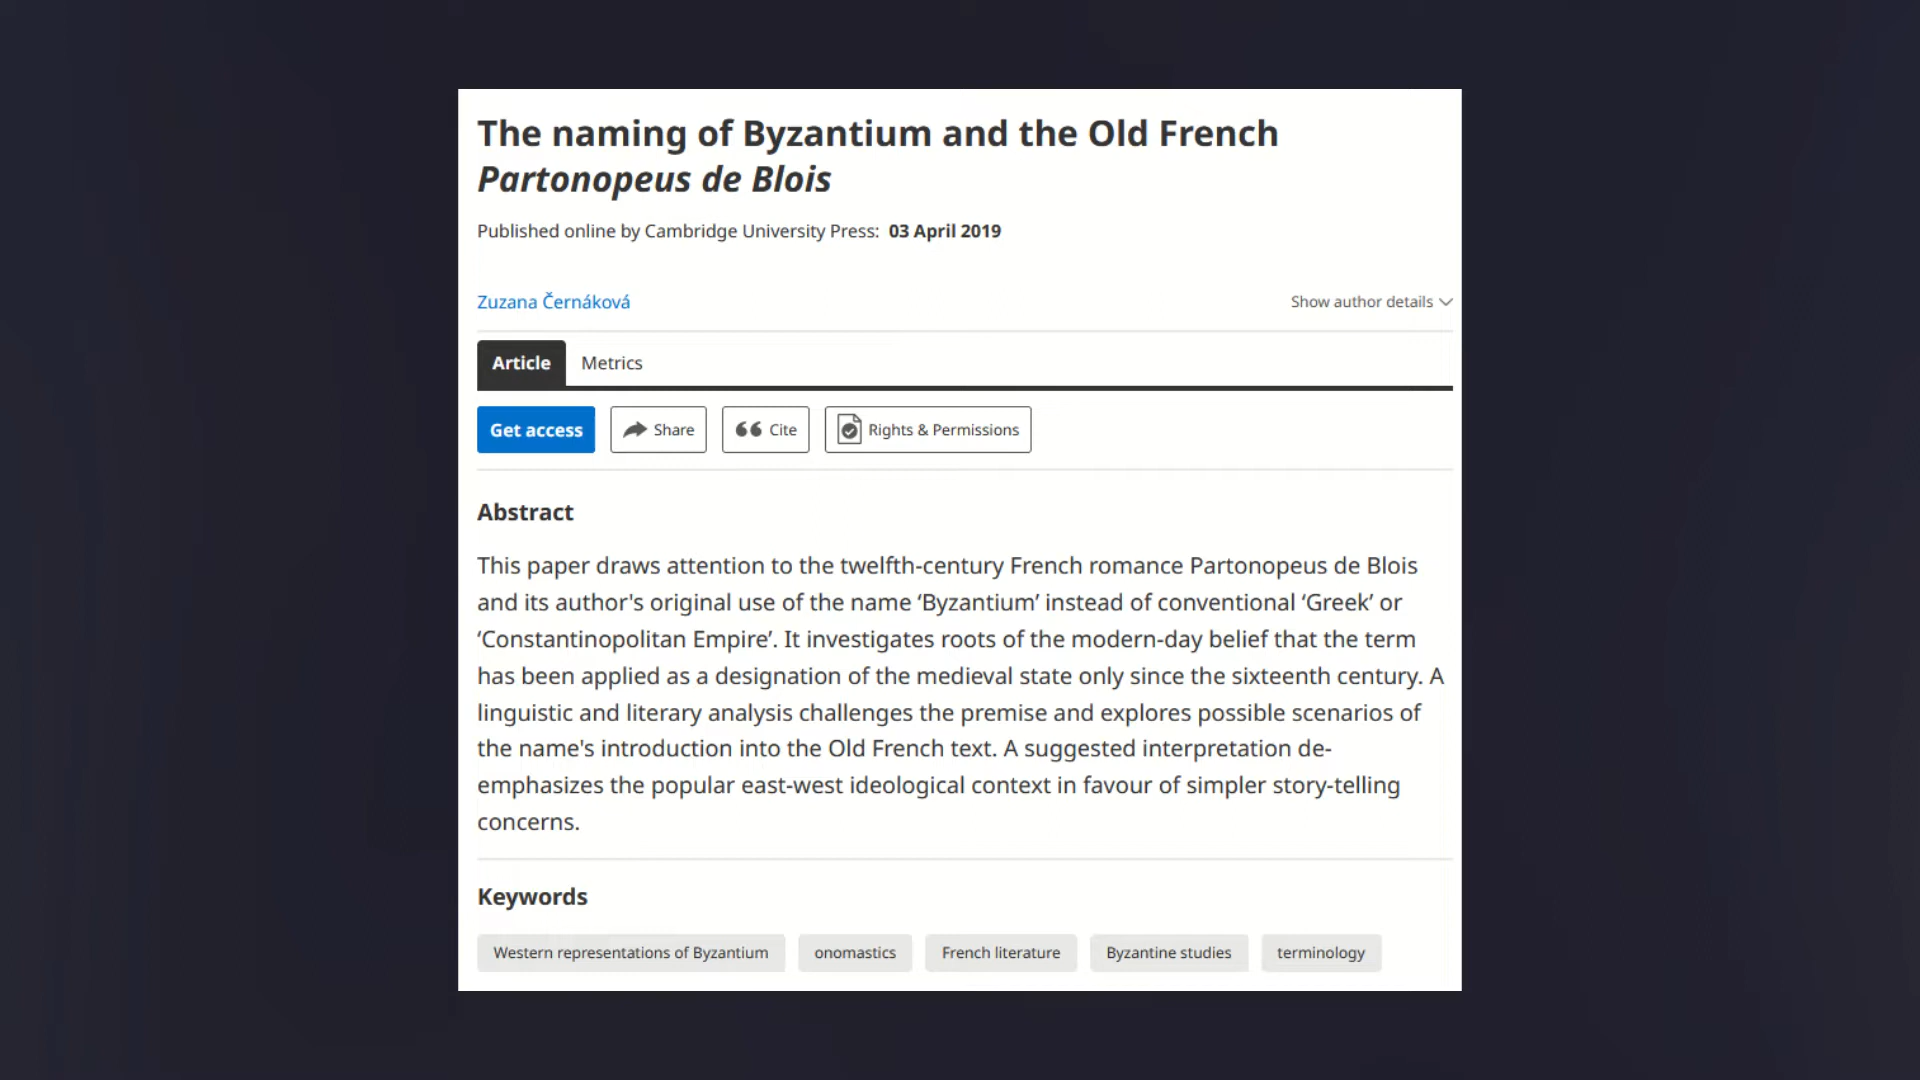 The naming of Byzantium and the Old French
Partonopeus de Blois
Published online by Cambridge University Press: 03 April 2019
Zuzana Černáková
Show author details
Article
Metrics
Get access
Share
Cite
Rights & Permissions
Abstract
This paper draws attention to the twelfth-century French romance Partonopeus de Blois
and its author's original use of the name ‘Byzantium’ instead of conventional ‘Greek’ or
‘Constantinopolitan Empire’. It investigates roots of the modern-day belief that the term
has been applied as a designation of the medieval state only since the sixteenth century. A
linguistic and literary analysis challenges the premise and explores possible scenarios of
the name's introduction into the Old French text. A suggested interpretation de-
emphasizes the popular east-west ideological context in favour of simpler story-telling
concerns.
Keywords
Western representations of Byzantium
onomastics
French literature
Byzantine studies
terminology